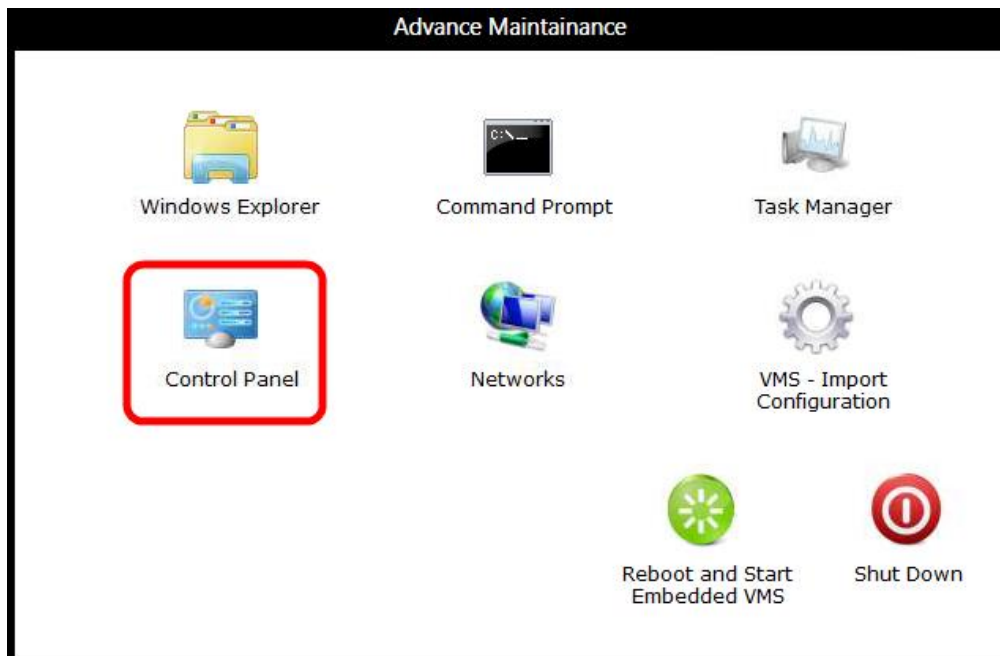 Advance Maintainance
C:\_
Windows Explorer
Command Prompt
Task Manager
Control Panel
Networks
VMS - Import
Configuration
Reboot and Start
Embedded VMS
Shut Down